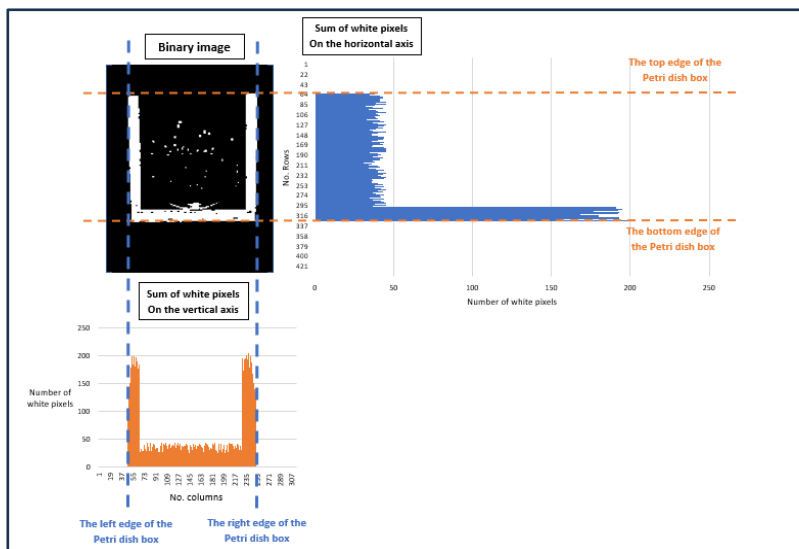 Binary image
Sum of white pixels
On the horizontal axis
The top edge of the
Petri dish box
No. Rows
1
22
43
64
85
106
127
148
169
190
211
232
253
274
295
316
337
358
379
400
421
0
50
100
150
200
250
Number of white pixels
The bottom edge of
the Petri dish box
Sum of white pixels
On the vertical axis
Number of
white pixels
250
200
150
100
50
0
1
19
37
55
73
91
109
127
145
163
181
199
217
235
253
271
289
307
No. columns
The left edge of the
Petri dish box
The right edge of the
Petri dish box